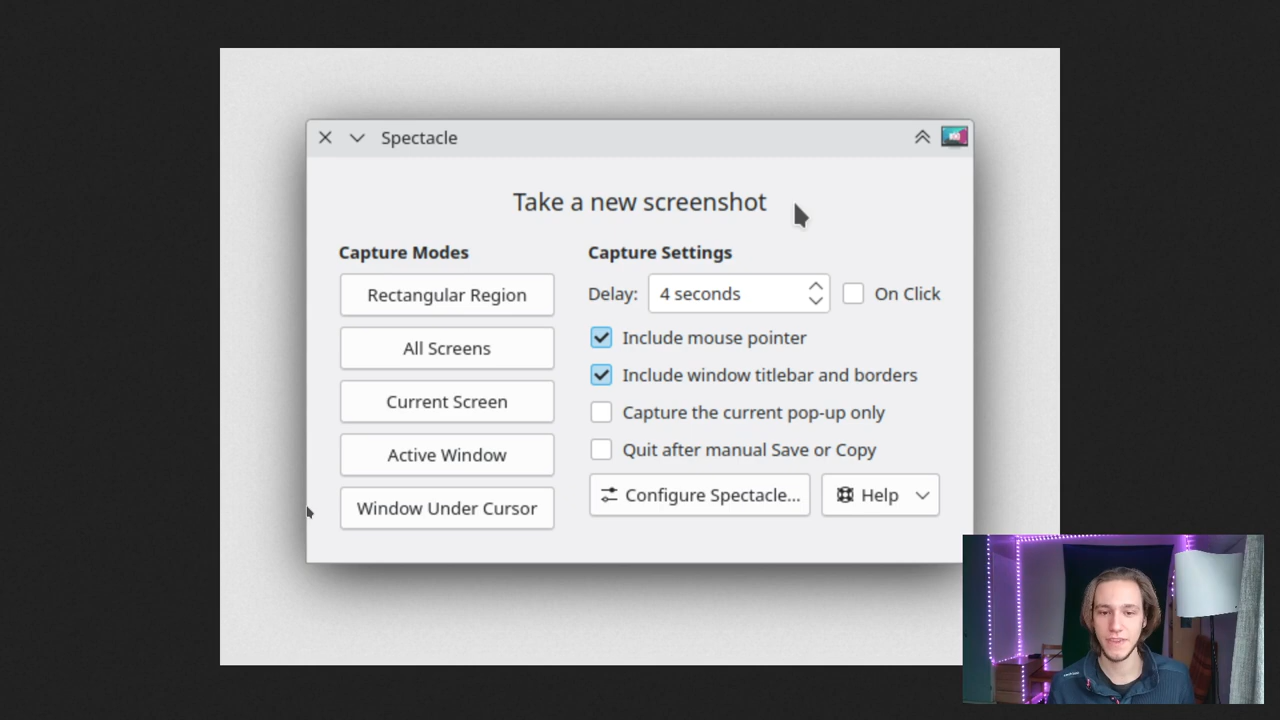 Spectacle
Take a new screenshot
Capture Modes
Rectangular Region
All Screens
Current Screen
Active Window
Window Under Cursor
Capture Settings
Delay: 4 seconds On Click
Include mouse pointer
Include window titlebar and borders
Capture the current pop-up only
Quit after manual Save or Copy
Configure Spectacle... Help